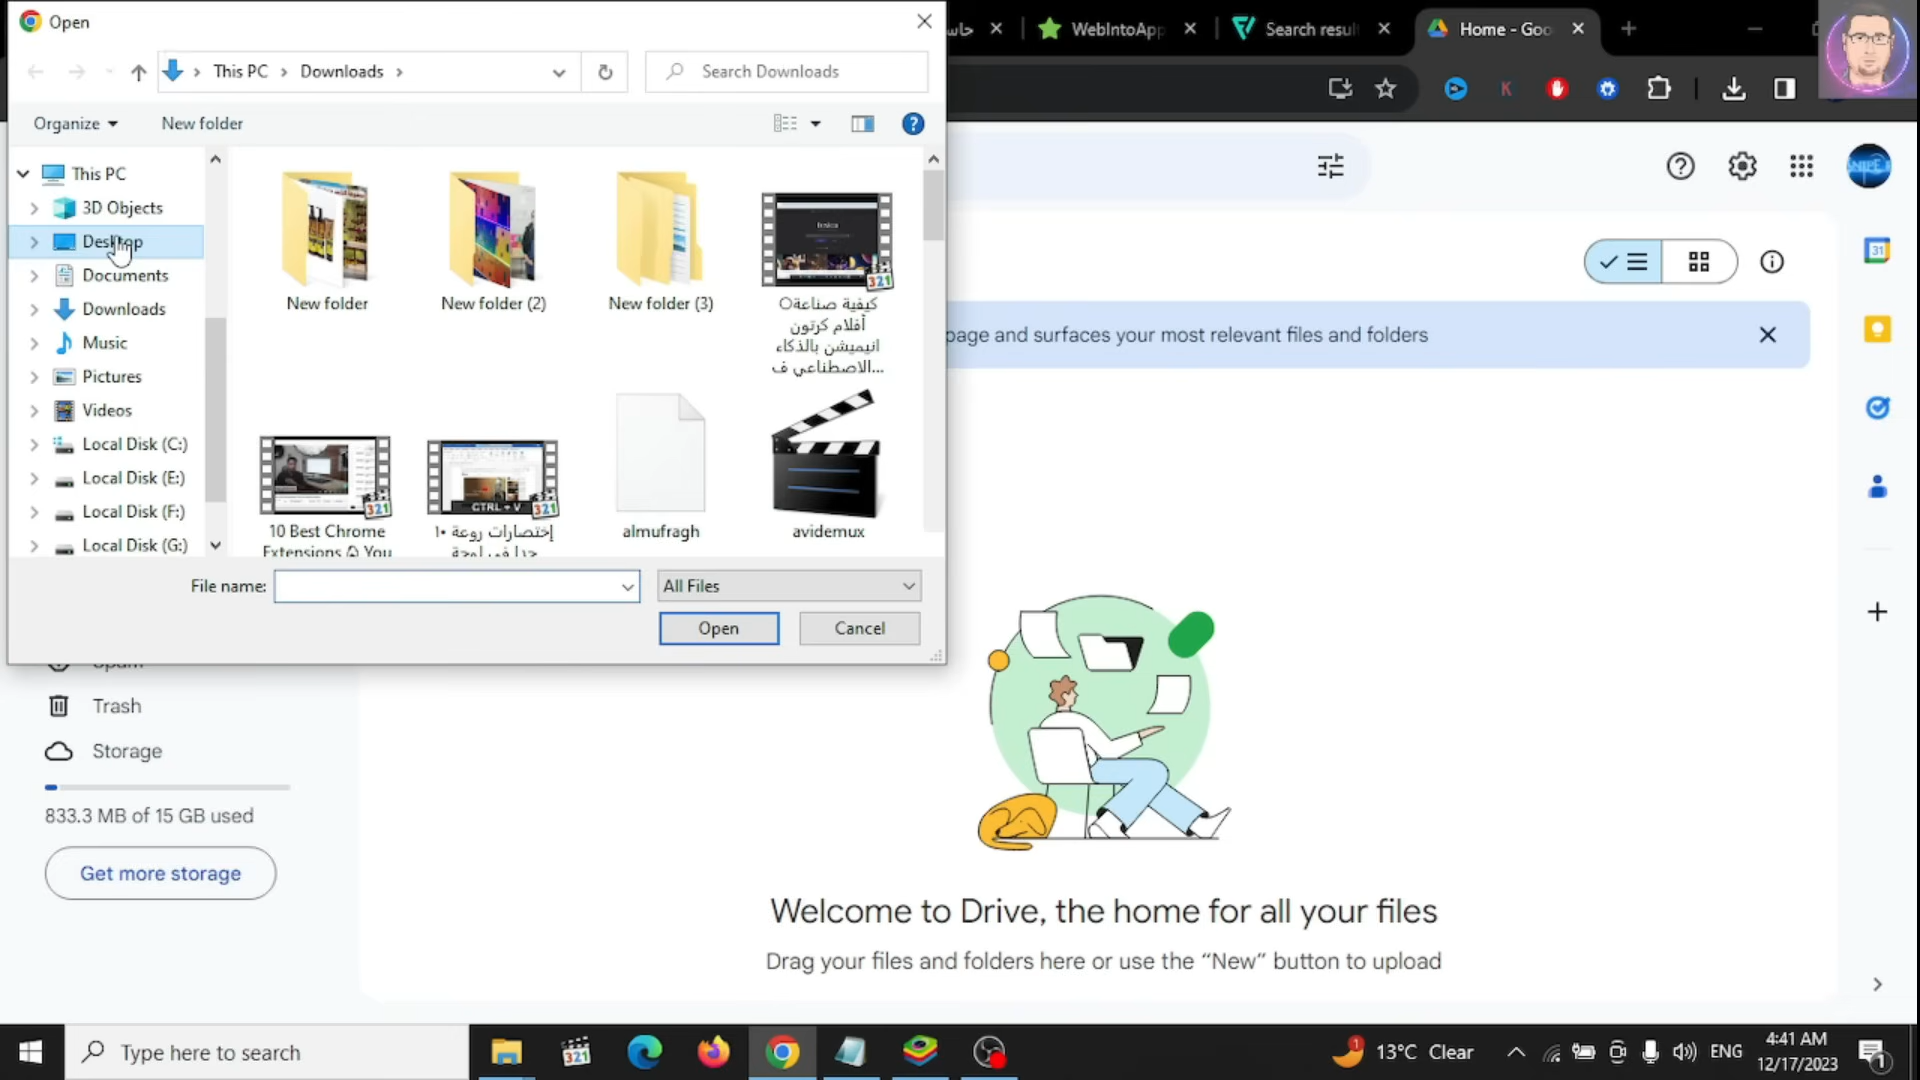 Open
This PC
Downloads
Search Downloads
Organize
New folder
This PC
3D Objects
Desktop
Documents
Downloads
Music
Pictures
Videos
Local Disk (C:)
Local Disk (E:)
Local Disk (F:)
Local Disk (G:)
New folder
New folder (2)
New folder (3)
كيفية صناعة
أفلام كرتون
انيميشن بالذكاء
الاصطناعي ف...
10 Best Chrome
Extensions
You
CTRL + V
إختصارات روعة ١٠
جدا في لوحة
almufragh
avidemux
File name:
All Files
Open
Cancel
WebIntoApp
Search resul
Home - Goo
page and surfaces your most relevant files and folders
Spam
Trash
Storage
833.3 MB of 15 GB used
Get more storage
Welcome to Drive, the home for all your files
Drag your files and folders here or use the “New” button to upload
Type here to search
13°C Clear
ENG
4:41 AM
12/17/2023